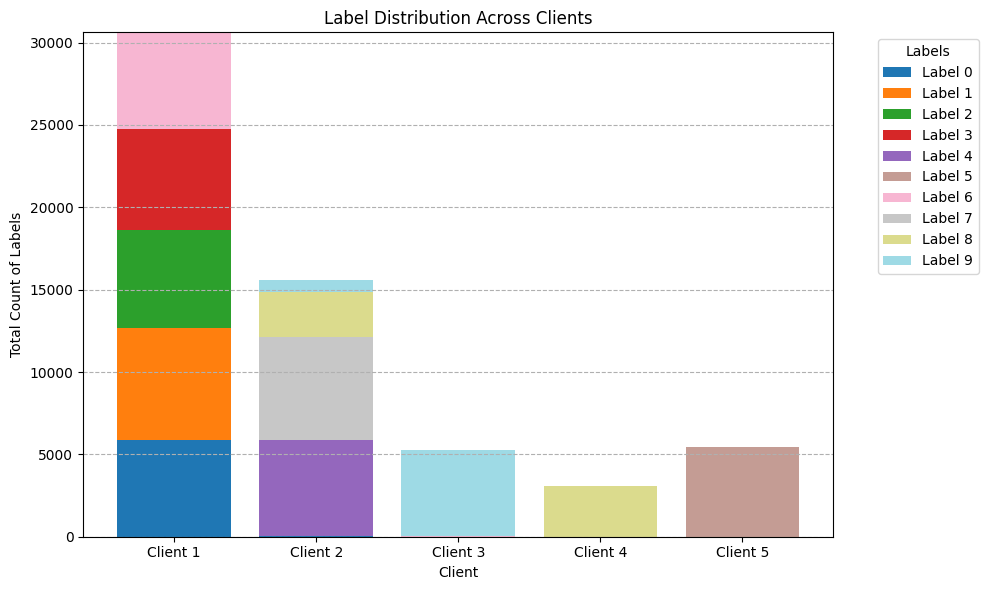 Label Distribution Across Clients
30000
25000
20000
15000
10000
5000
0
Total Count of Labels
Client 1
Client 2
Client 3
Client 4
Client 5
Client
Labels
Label 0
Label 1
Label 2
Label 3
Label 4
Label 5
Label 6
Label 7
Label 8
Label 9